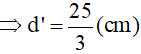 ⇒ d' = 25/3 (cm)